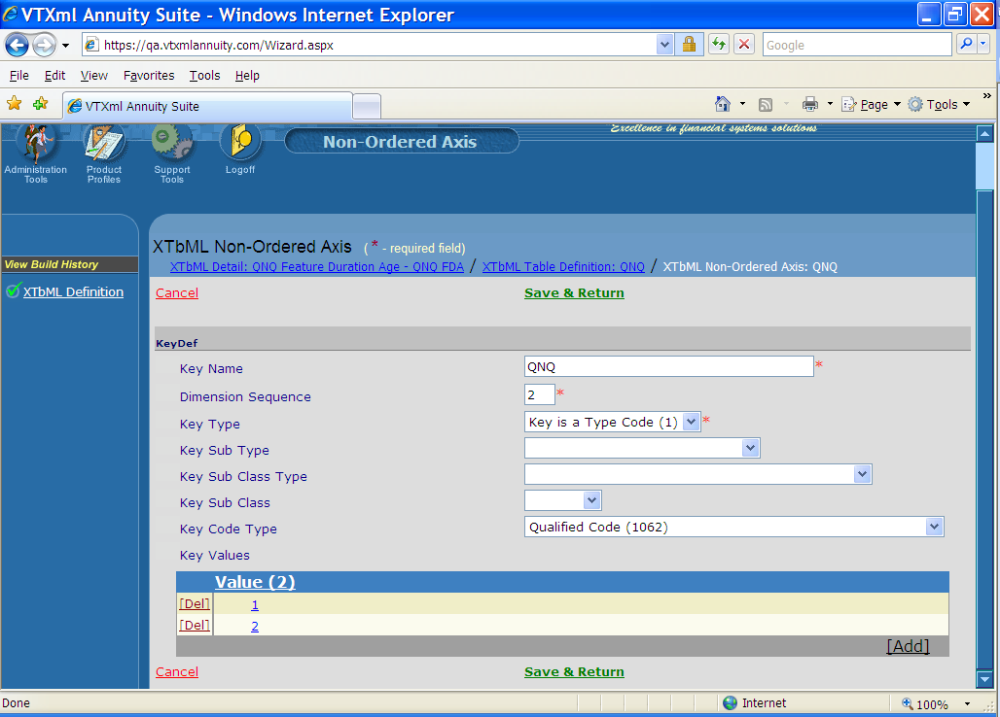 VTXml Annuity Suite - Windows Internet Explorer
https://qa.vtxmlannuity.com/Wizard.aspx
Google
File Edit View Favorites Tools Help
VTXml Annuity Suite
Page Tools »
Excellence in financial systems solutions
Non-Ordered Axis
Administration Tools
Product Profiles
Support Tools
Logoff
XTbML Non-Ordered Axis ( * - required field)
XTbML Detail: QNQ Feature Duration Age - QNQ FDA / XTbML Table Definition: QNQ / XTbML Non-Ordered Axis: QNQ
View Build History
XTbML Definition
Cancel Save & Return
KeyDef
Key Name QNQ *
Dimension Sequence 2 *
Key Type Key is a Type Code (1) *
Key Sub Type
Key Sub Class Type
Key Sub Class
Key Code Type Qualified Code (1062)
Key Values
Value (2)
[Del] 1
[Del] 2
[Add]
Cancel Save & Return
Done Internet 100%